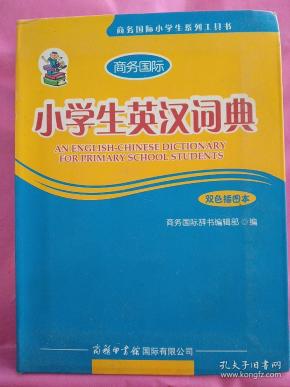 商务国际小学生系列工具书
商务国际
小学生英汉词典
AN ENGLISH-CHINESE DICTIONARY
FOR PRIMARY SCHOOL STUDENTS
双色插图本
商务国际辞书编辑部 编
商务印书馆国际有限公司
孔夫子旧书网